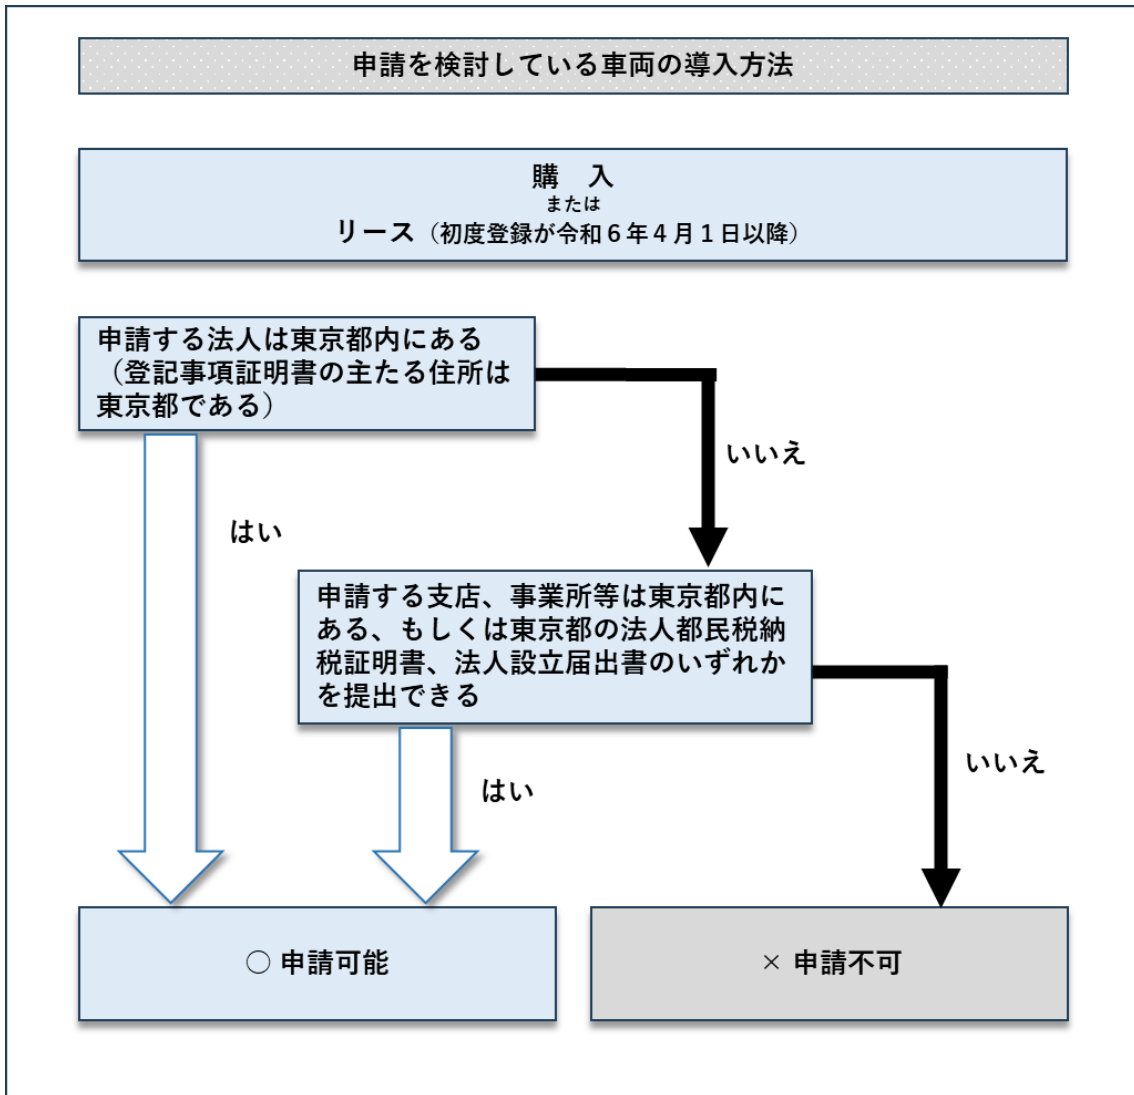 申請を検討している車両の導入方法
購　入
または
リース（初度登録が令和６年４月１日以降）
申請する法人は東京都内にある
（登記事項証明書の主たる住所は
東京都である）
いいえ
はい
申請する支店、事業所等は東京都内に
ある、もしくは東京都の法人都民税納
税証明書、法人設立届出書のいずれか
を提出できる
いいえ
はい
○ 申請可能
× 申請不可